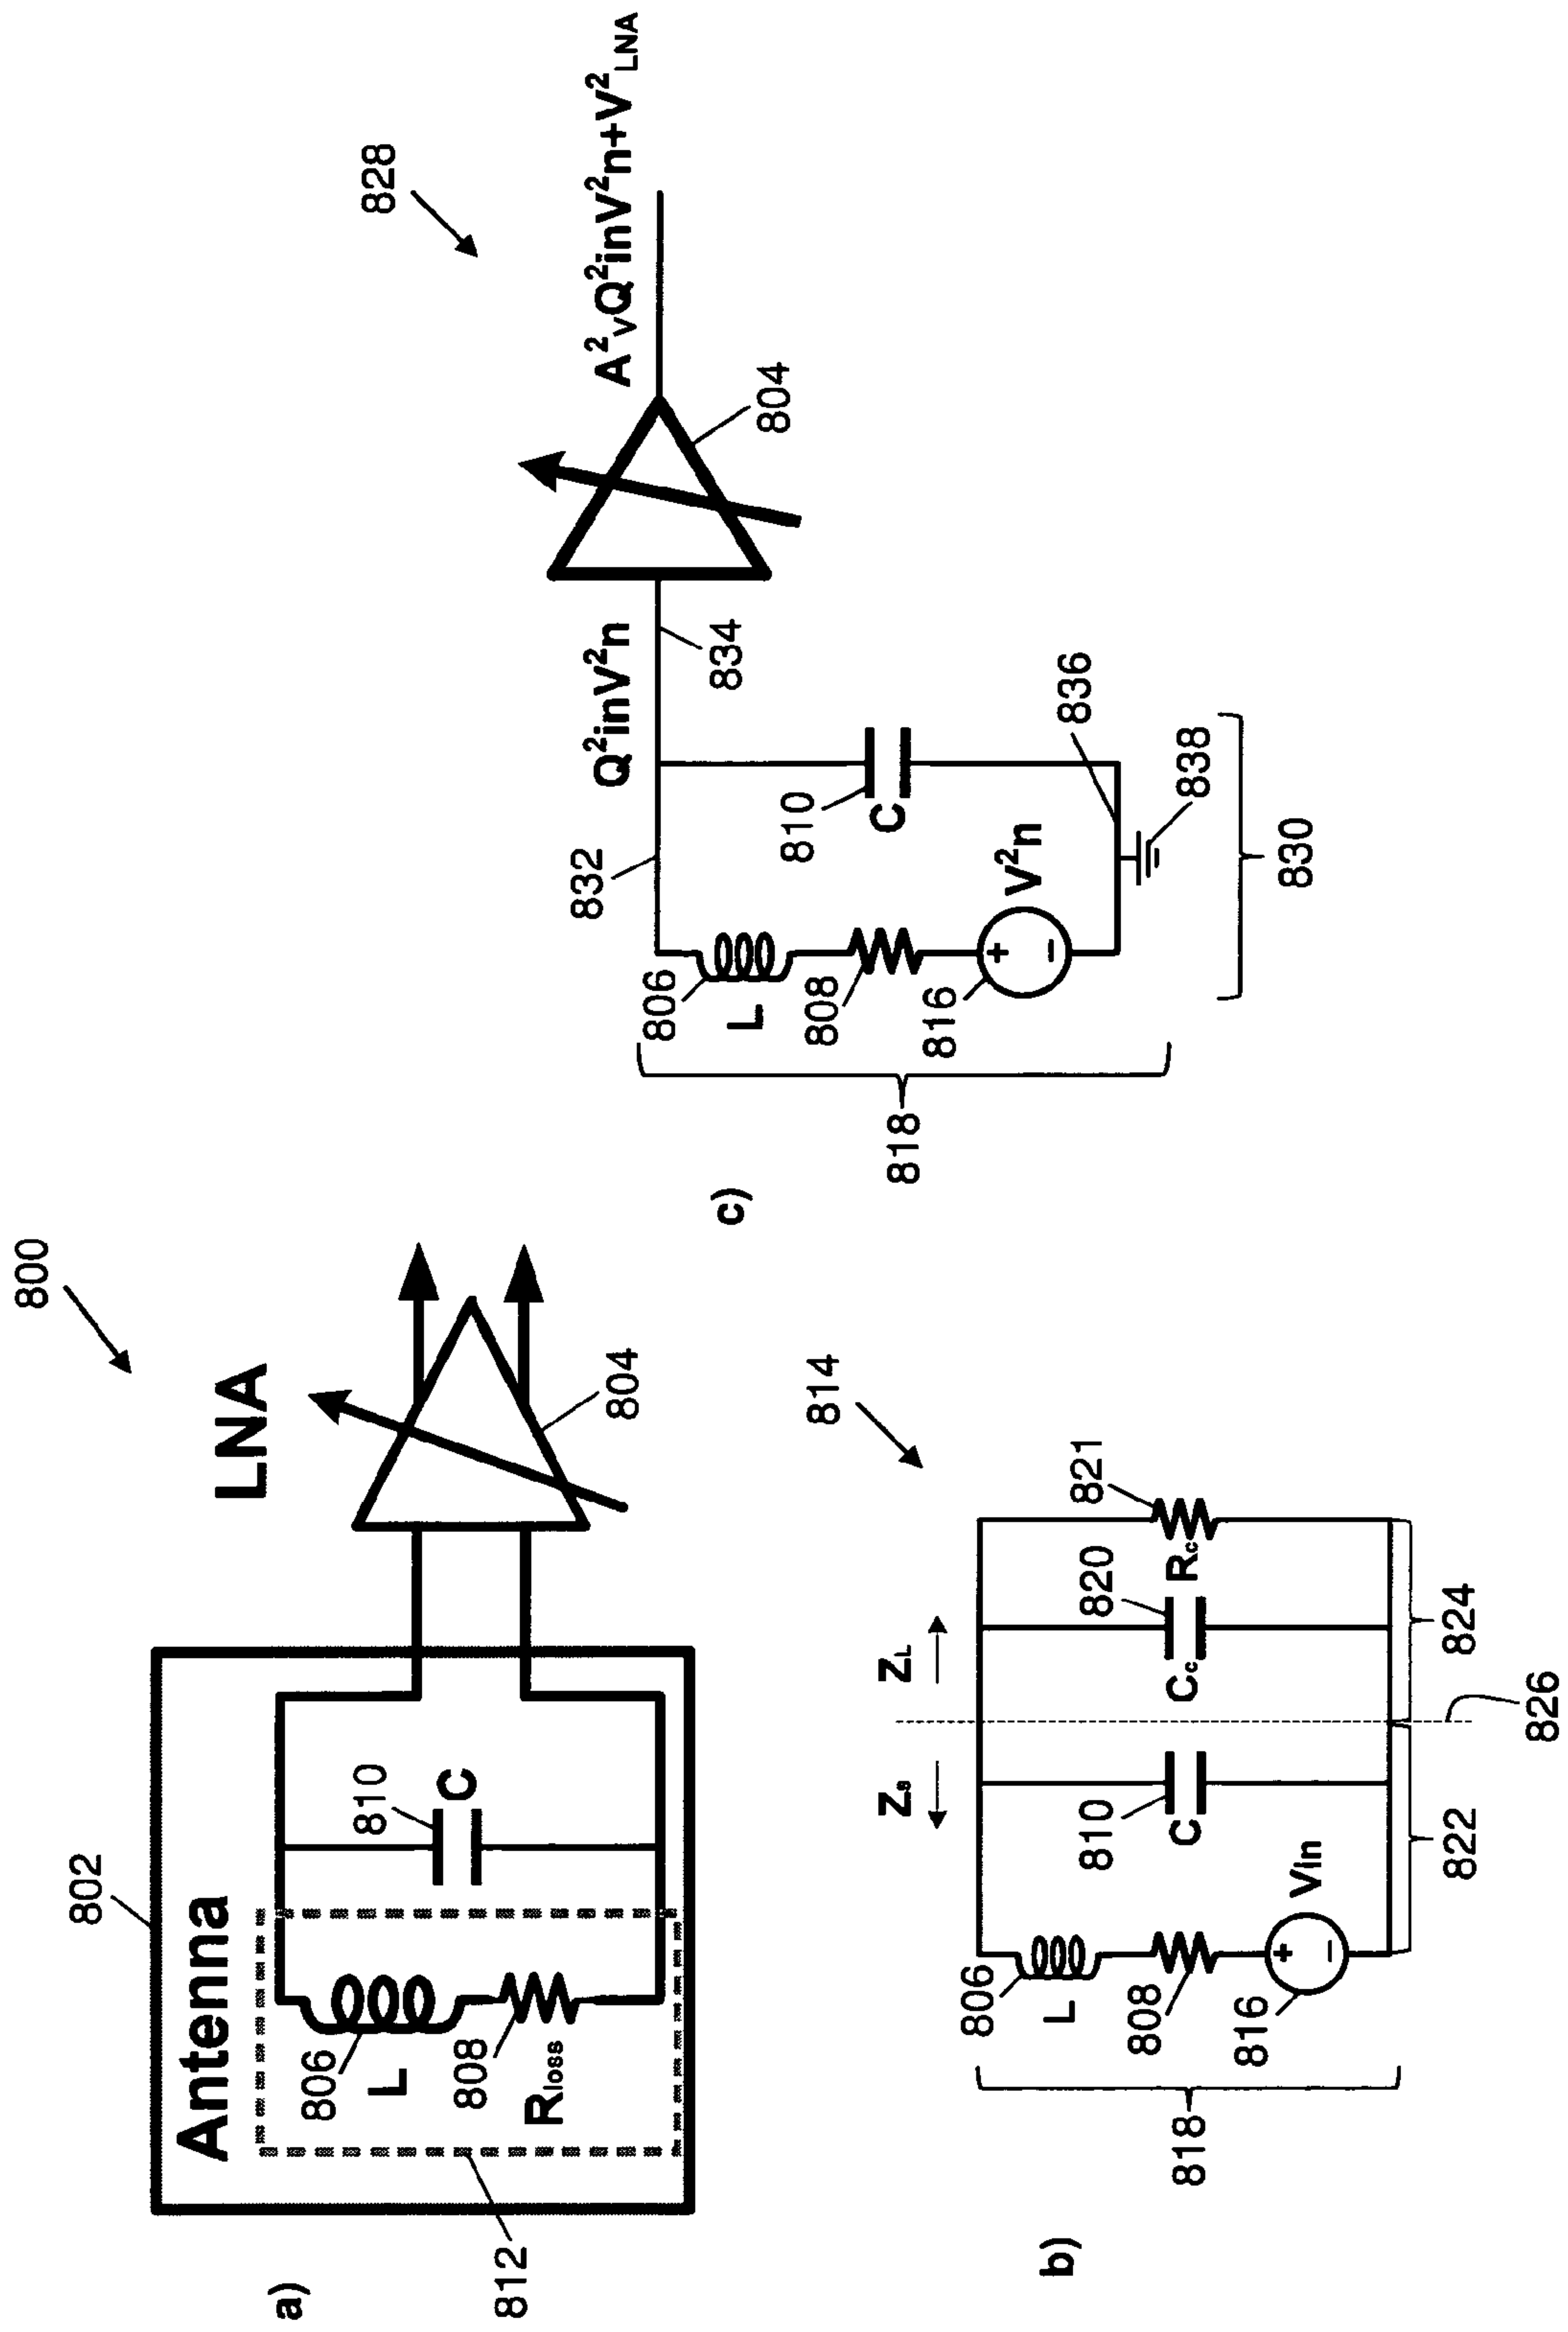 800
802
Antenna
LNA
806
L
808
Rloss
810
C
804
812
a)
814
806
L
808
816
Vin
818
Zs
ZL
810
C
820
Cc
821
Rc
822
824
826
b)
828
832
Q²inV²n
834
A²VQ²inV²n+V²LNA
804
806
L
808
816
+
−
V²n
810
C
836
838
818
830
c)
+
−